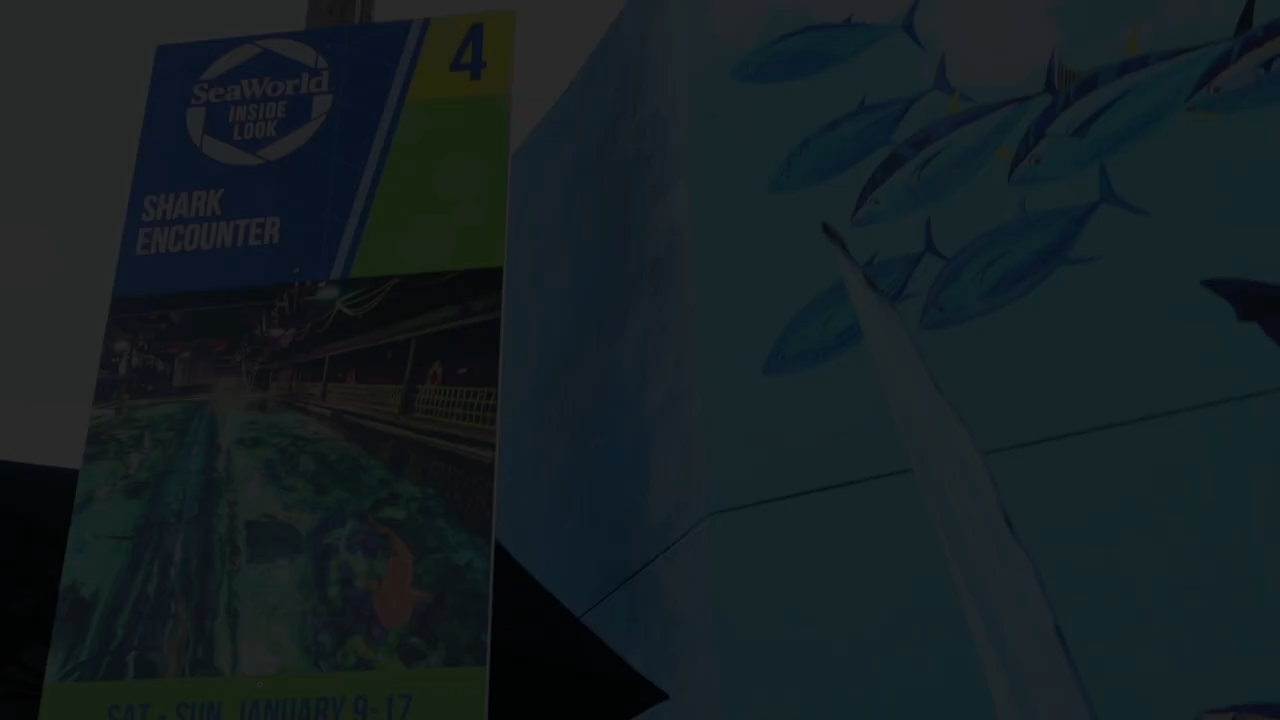 SeaWorld
INSIDE
LOOK
4
SHARK
ENCOUNTER
SAT - SUN, JANUARY 9-17